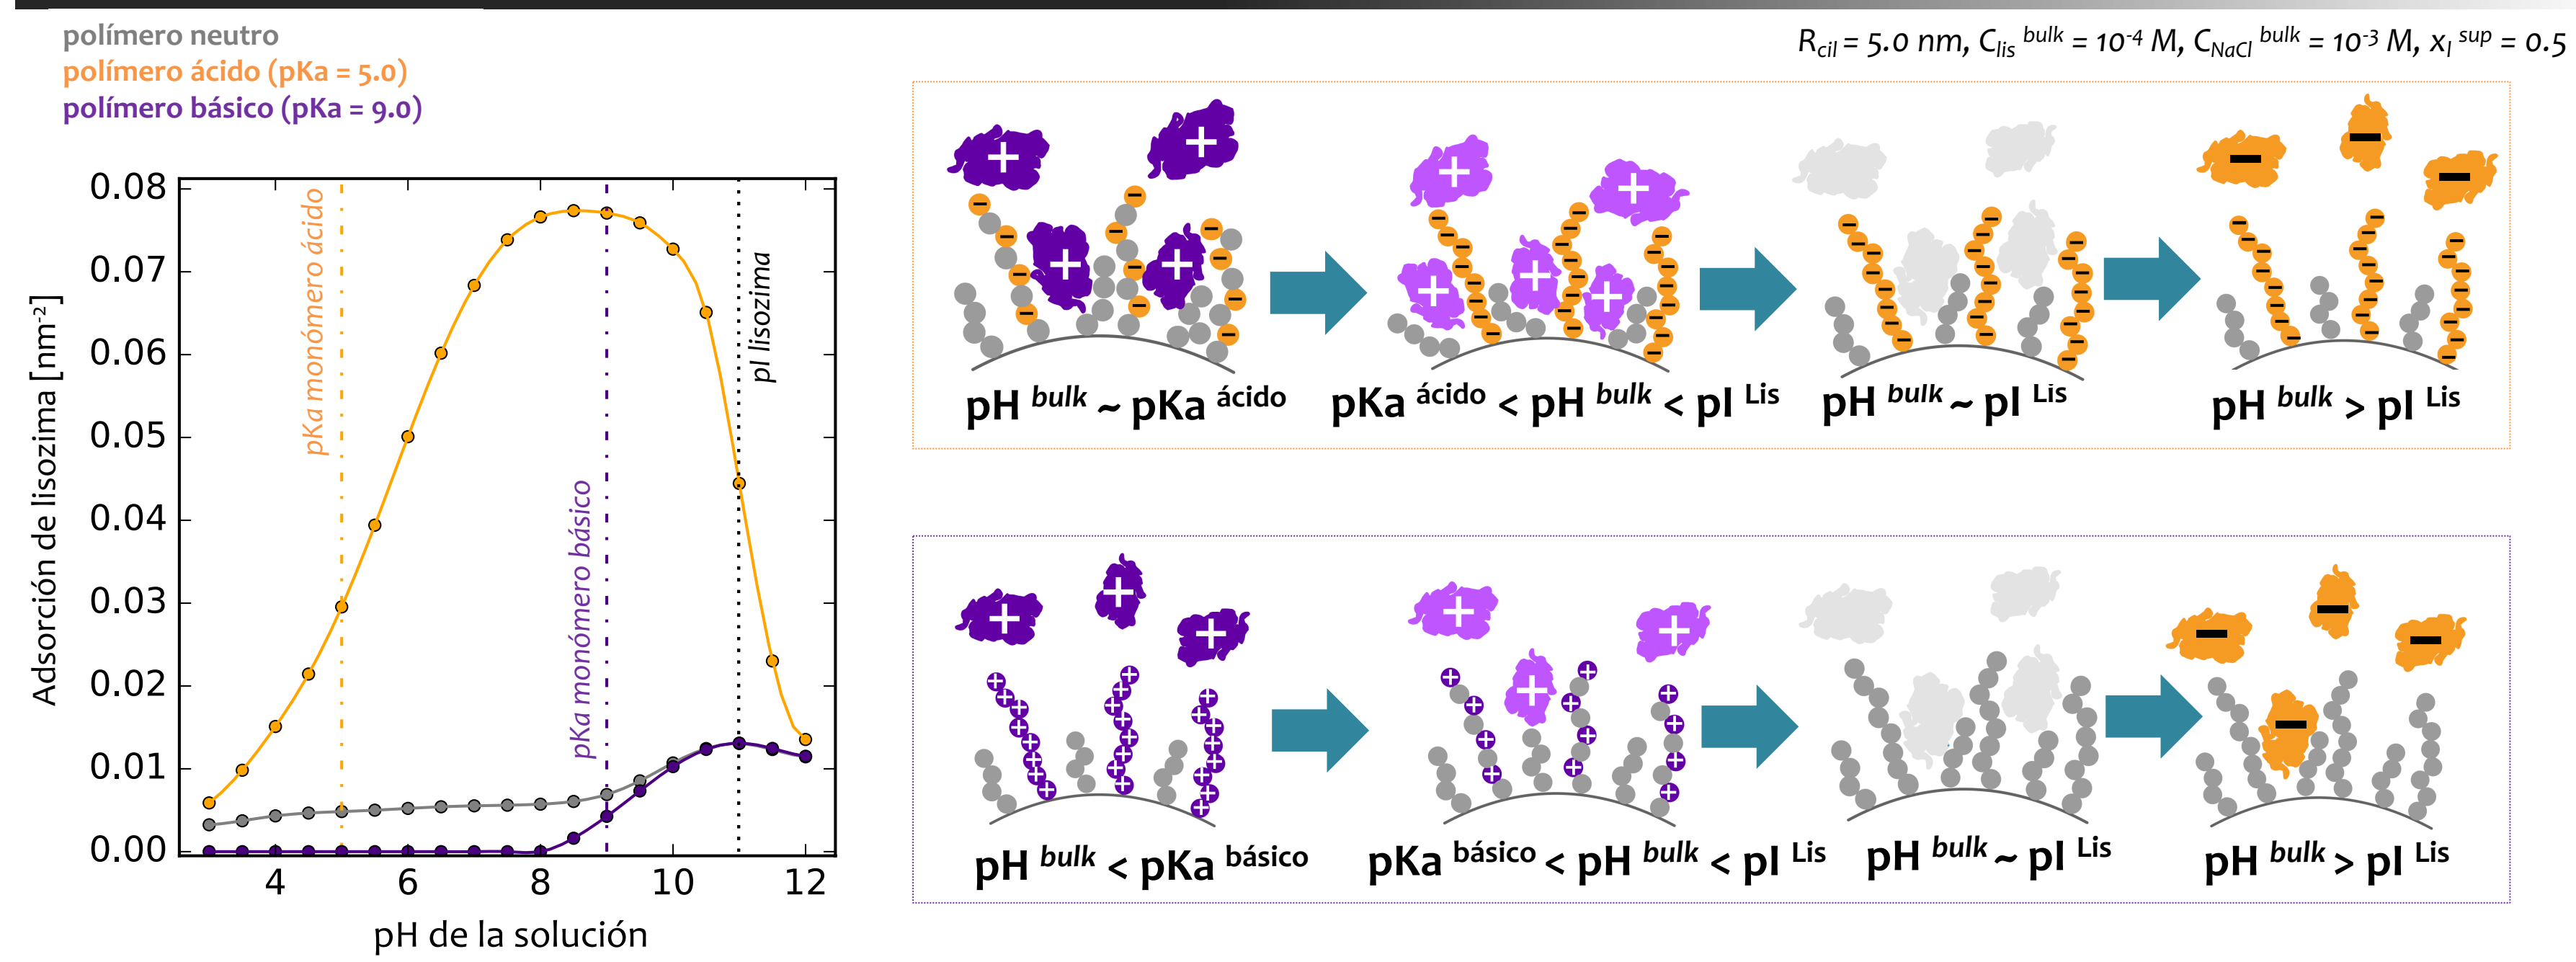 polímero neutro
polímero ácido (pKa = 5.0)
polímero básico (pKa = 9.0)
R_cil = 5.0 nm, C_lis^bulk = 10^-4 M, C_NaCl^bulk = 10^-3 M, x_l^sup = 0.5
Adsorción de lisozima [nm^-2]
0.08
0.07
0.06
0.05
0.04
0.03
0.02
0.01
0.00
4 6 8 10 12
pH de la solución
pKa monómero ácido
pKa monómero básico
pI lisozima
pH^bulk ~ pKa^ácido
pKa^ácido < pH^bulk < pI^Lis
pH^bulk ~ pI^Lis
pH^bulk > pI^Lis
pH^bulk < pKa^básico
pKa^básico < pH^bulk < pI^Lis
pH^bulk ~ pI^Lis
pH^bulk > pI^Lis